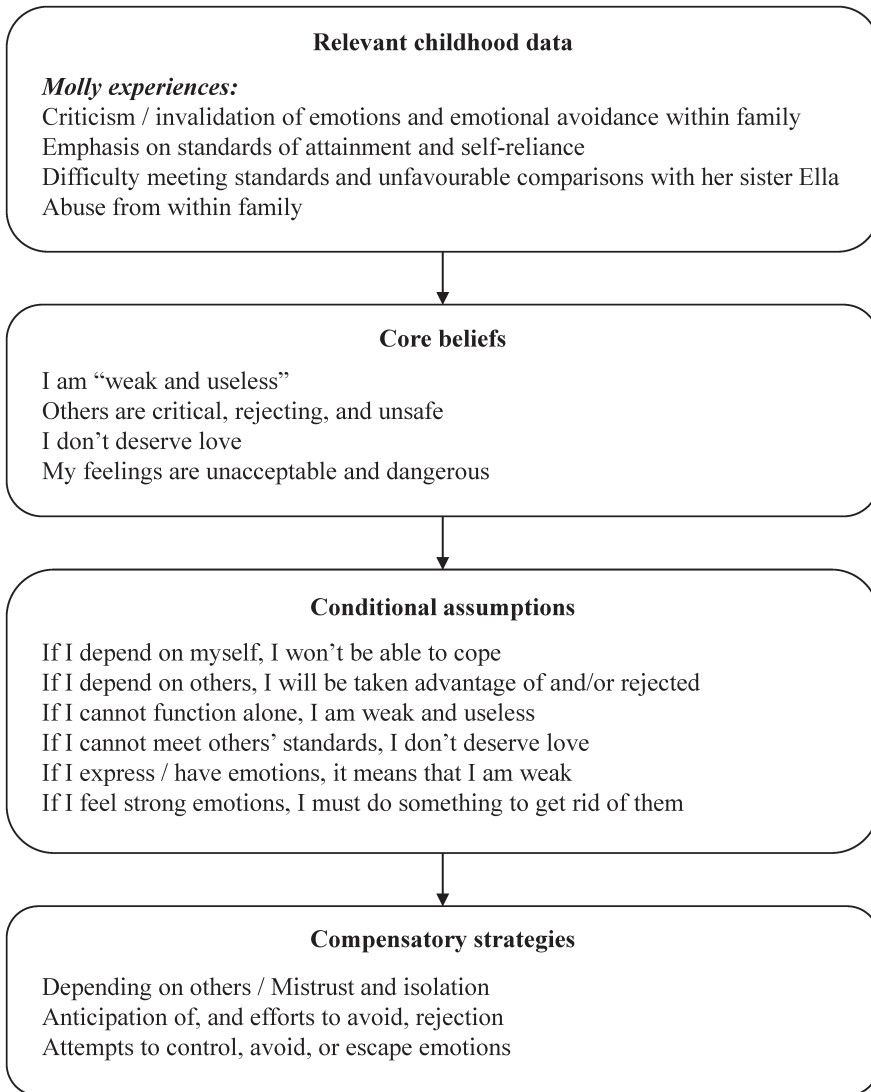 Relevant childhood data
Molly experiences:
Criticism / invalidation of emotions and emotional avoidance within family
Emphasis on standards of attainment and self-reliance
Difficulty meeting standards and unfavourable comparisons with her sister Ella
Abuse from within family
Core beliefs
I am “weak and useless”
Others are critical, rejecting, and unsafe
I don’t deserve love
My feelings are unacceptable and dangerous
Conditional assumptions
If I depend on myself, I won’t be able to cope
If I depend on others, I will be taken advantage of and/or rejected
If I cannot function alone, I am weak and useless
If I cannot meet others’ standards, I don’t deserve love
If I express / have emotions, it means that I am weak
If I feel strong emotions, I must do something to get rid of them
Compensatory strategies
Depending on others / Mistrust and isolation
Anticipation of, and efforts to avoid, rejection
Attempts to control, avoid, or escape emotions